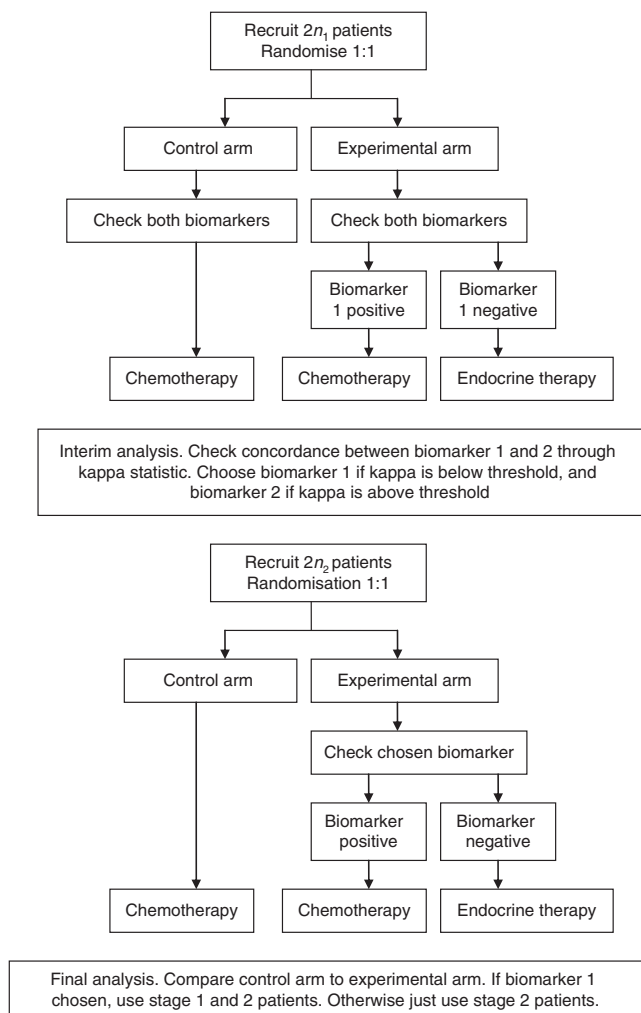 Recruit 2n₁ patients
Randomise 1:1
Control arm
Experimental arm
Check both biomarkers
Check both biomarkers
Biomarker
1 positive
Biomarker
1 negative
Chemotherapy
Chemotherapy
Endocrine therapy
Interim analysis. Check concordance between biomarker 1 and 2 through
kappa statistic. Choose biomarker 1 if kappa is below threshold, and
biomarker 2 if kappa is above threshold
Recruit 2n₂ patients
Randomisation 1:1
Control arm
Experimental arm
Check chosen biomarker
Biomarker
positive
Biomarker
negative
Chemotherapy
Chemotherapy
Endocrine therapy
Final analysis. Compare control arm to experimental arm. If biomarker 1
chosen, use stage 1 and 2 patients. Otherwise just use stage 2 patients.